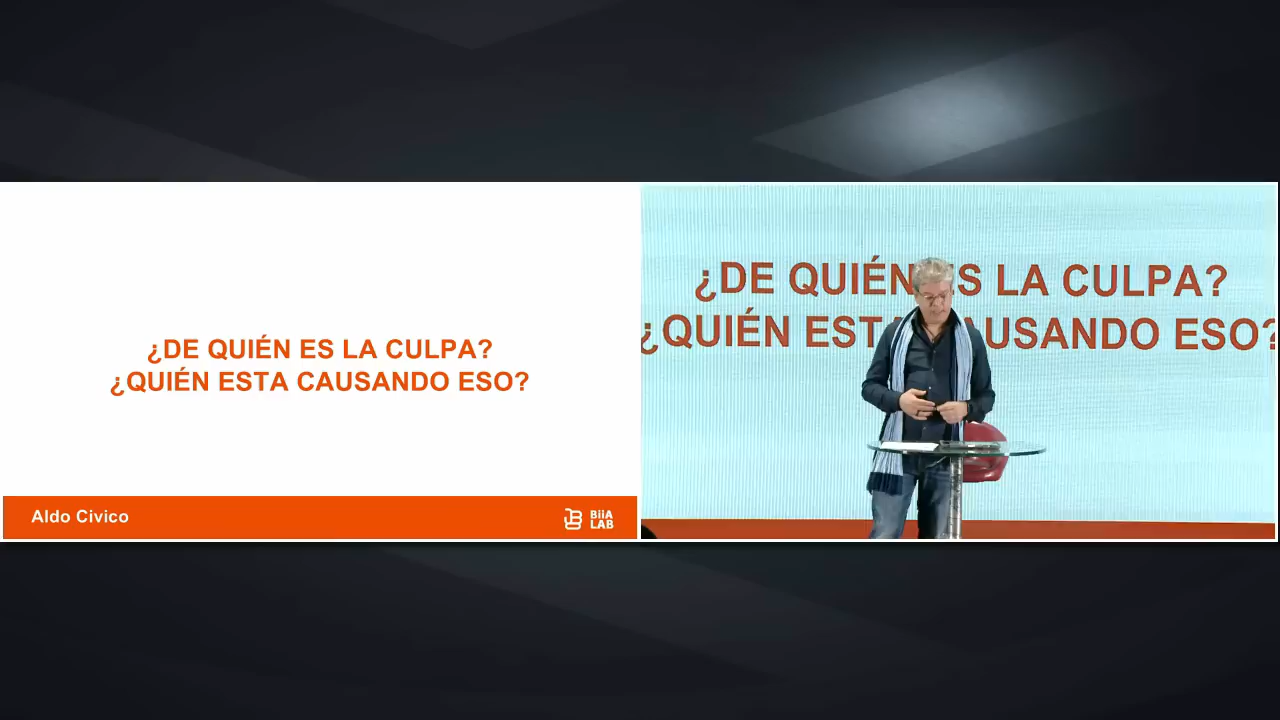 ¿DE QUIÉN ES LA CULPA?
¿QUIÉN ESTA CAUSANDO ESO?
Aldo Civico
BiiA
LAB
¿DE QUIÉN ES LA CULPA?
¿QUIÉN ESTA CAUSANDO ESO?